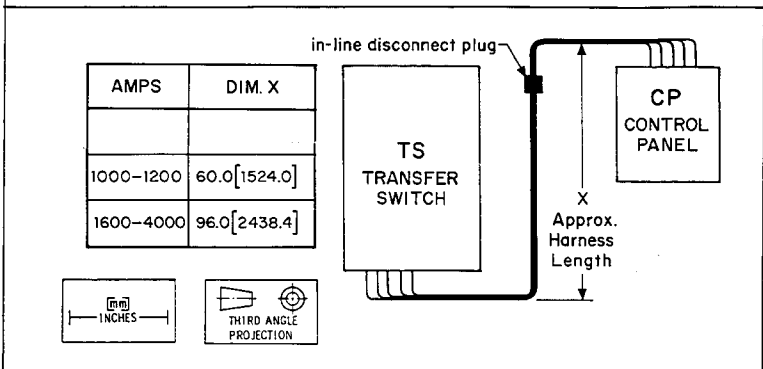 in-line disconnect plug
AMPS DIM. X
1000-1200 60.0[1524.0]
1600-4000 96.0[2438.4]
TS
TRANSFER
SWITCH
CP
CONTROL
PANEL
X
Approx.
Harness
Length
[mm]
INCHES
THIRD ANGLE
PROJECTION